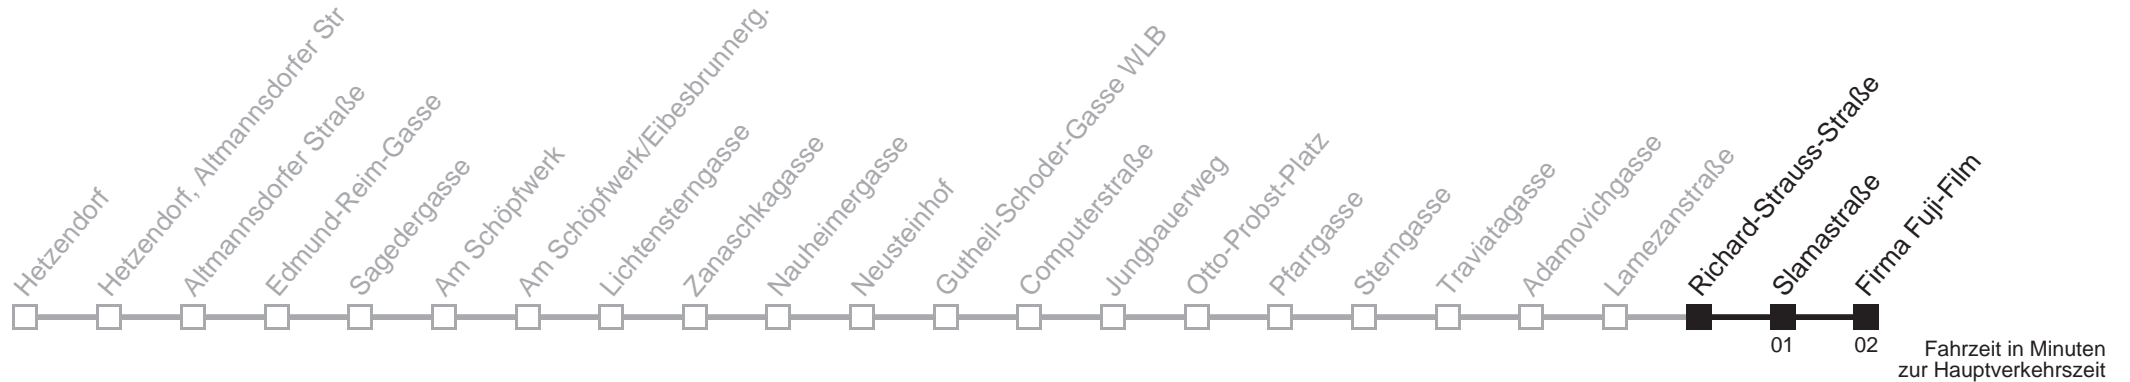 Hetzendorf
Hetzendorf, Altmannsdorfer Str
Altmannsdorfer Straße
Edmund-Reim-Gasse
Sagedergasse
Am Schöpfwerk
Am Schöpfwerk/Eibesbrunnerg.
Lichtensterngasse
Zanaschkagasse
Nauheimergasse
Neusteinhof
Gutheil-Schoder-Gasse WLB
Computerstraße
Jungbauerweg
Otto-Probst-Platz
Pfarrgasse
Sterngasse
Traviatagasse
Adamovichgasse
Lamezanstraße
Richard-Strauss-Straße
Slamastraße
Firma Fuji-Film
01
02
Fahrzeit in Minuten
zur Hauptverkehrszeit